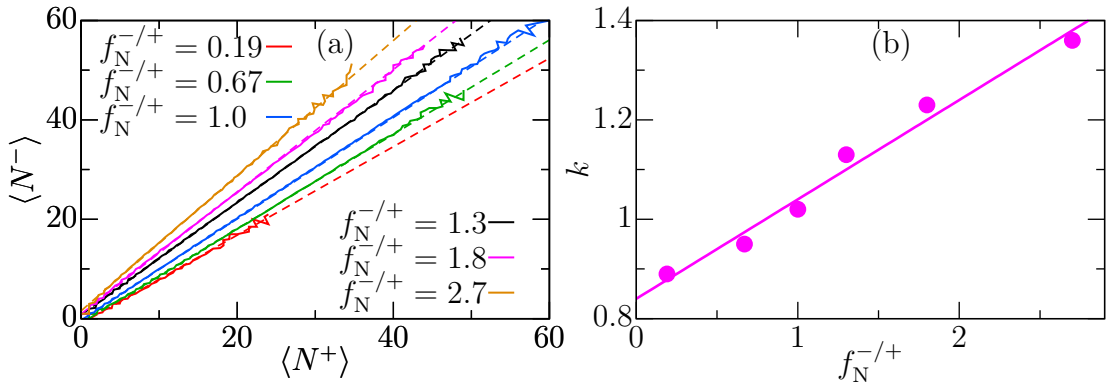 60
40
20
0
0
20
40
60
⟨N⁻⟩
⟨N⁺⟩
(a)
f_N^{-/+} = 0.19
f_N^{-/+} = 0.67
f_N^{-/+} = 1.0
f_N^{-/+} = 1.3
f_N^{-/+} = 1.8
f_N^{-/+} = 2.7
(b)
1.4
1.2
1
0.8
k
0
1
2
f_N^{-/+}